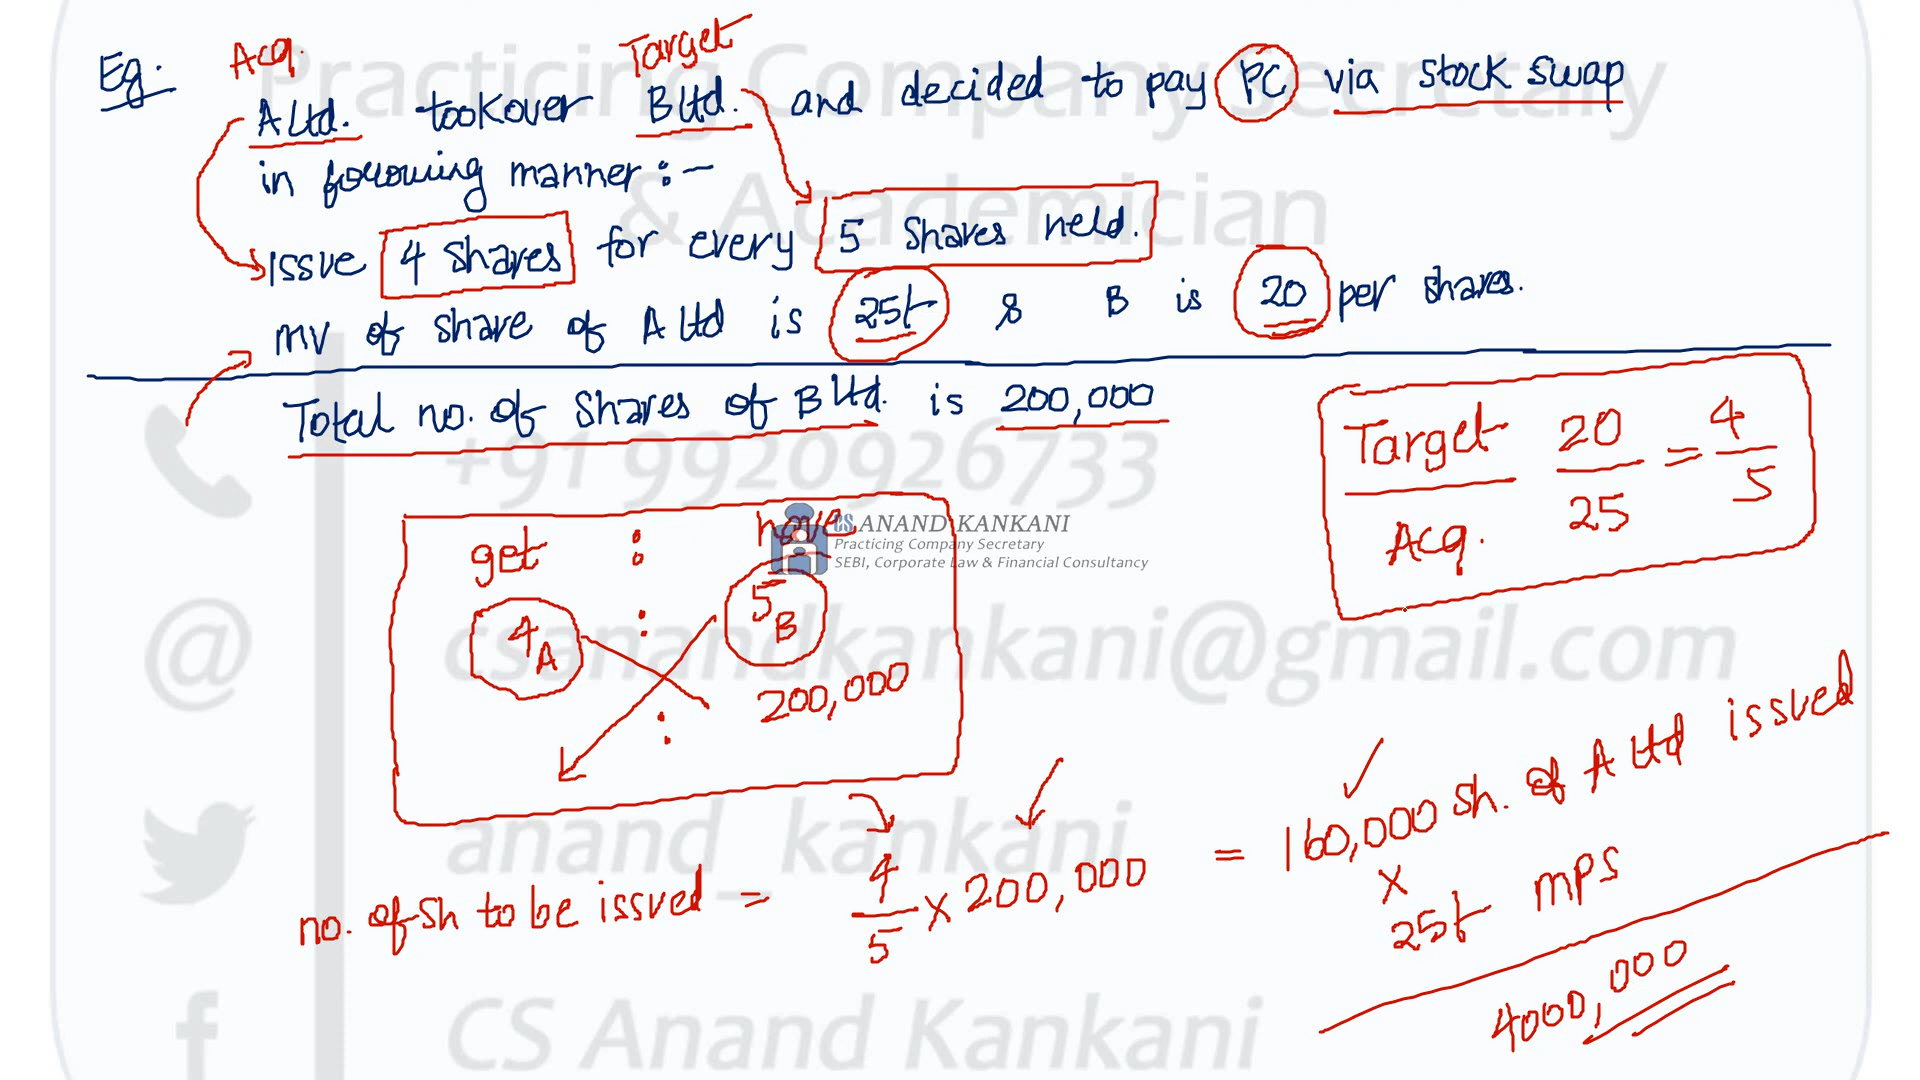 Practicing Company Secretary
& Academician
Eg. Acq. Target
A Ltd. tookover B Ltd. and decided to pay PC via stock swap
in following manner :-
Issue 4 Shares for every 5 Shares held.
MV of share of A Ltd is 25/- & B is 20 per shares.
Total no. of Shares of B Ltd. is 200,000
Target 20 = 4
Acq. 25 5
+91 9920926733
get : have
CS ANAND KANKANI
Practicing Company Secretary
SEBI, Corporate Law & Financial Consultancy
4A : 5B
csanandkankani@gmail.com
: 200,000
anand_kankani
no. of sh to be issued = 4/5 x 200,000 = 160,000 Sh. of A Ltd issued
x
25/- MPS
4000,000
CS Anand Kankani